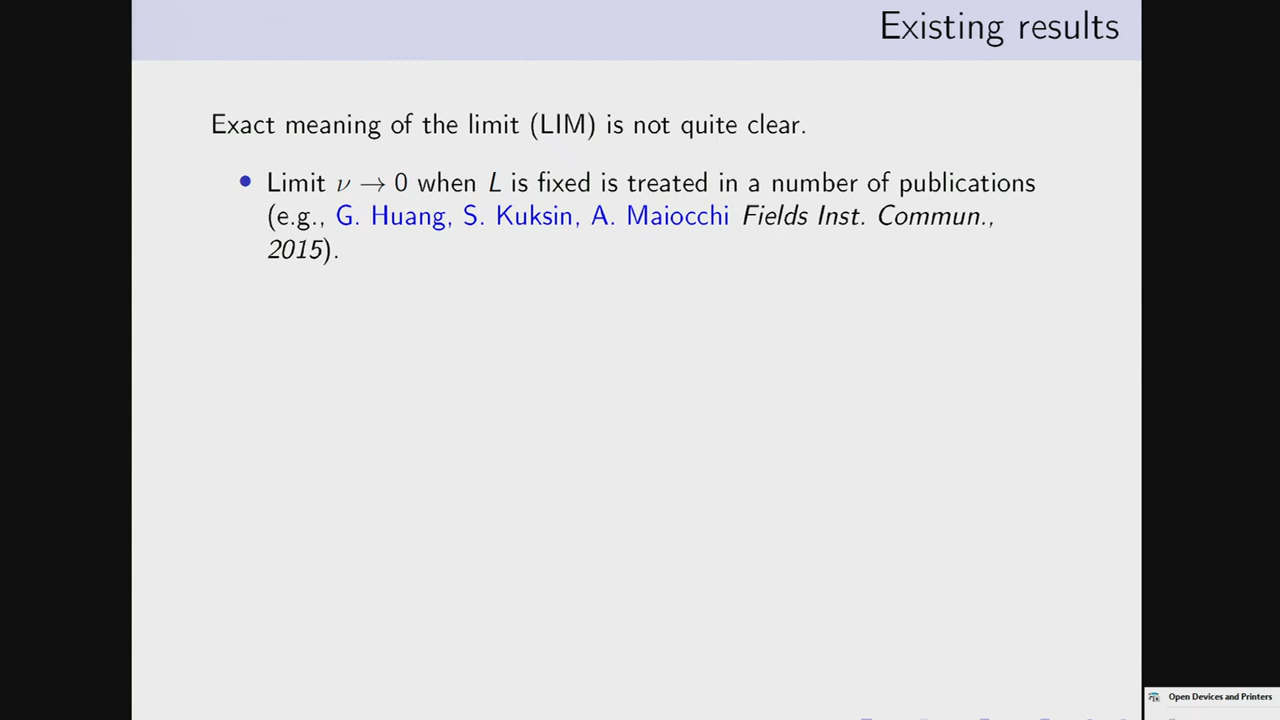 Existing results
Exact meaning of the limit (LIM) is not quite clear.
• Limit ν → 0 when L is fixed is treated in a number of publications
(e.g., G. Huang, S. Kuksin, A. Maiocchi Fields Inst. Commun.,
2015).
Open Devices and Printers